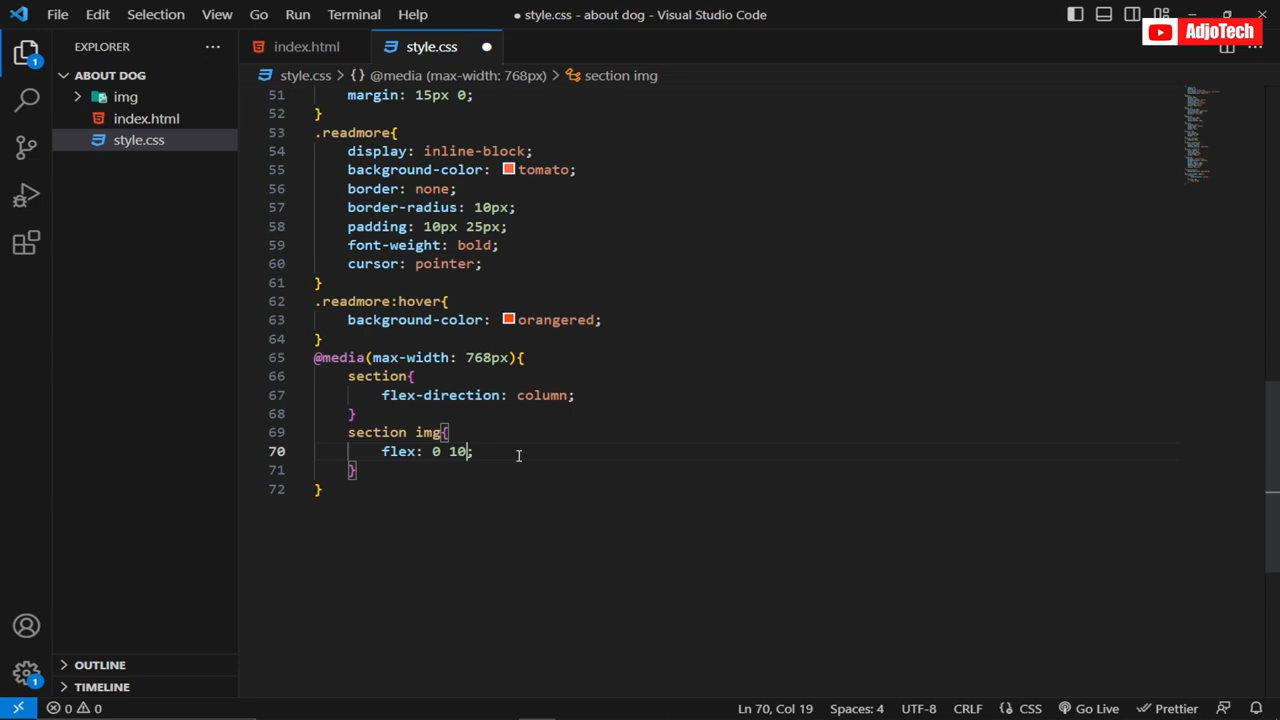 File Edit Selection View Go Run Terminal Help
● style.css - about dog - Visual Studio Code
AdjoTech
EXPLORER
index.html
style.css
1
ABOUT DOG
img
index.html
style.css
style.css > {} @media (max-width: 768px) > section img
51 margin: 15px 0;
52 }
53 .readmore{
54 display: inline-block;
55 background-color: tomato;
56 border: none;
57 border-radius: 10px;
58 padding: 10px 25px;
59 font-weight: bold;
60 cursor: pointer;
61 }
62 .readmore:hover{
63 background-color: orangered;
64 }
65 @media(max-width: 768px){
66 section{
67 flex-direction: column;
68 }
69 section img{
70 flex: 0 10;
71 }
72 }
OUTLINE
1
TIMELINE
0 0
Ln 70, Col 19
Spaces: 4
UTF-8
CRLF
{} CSS
Go Live
Prettier